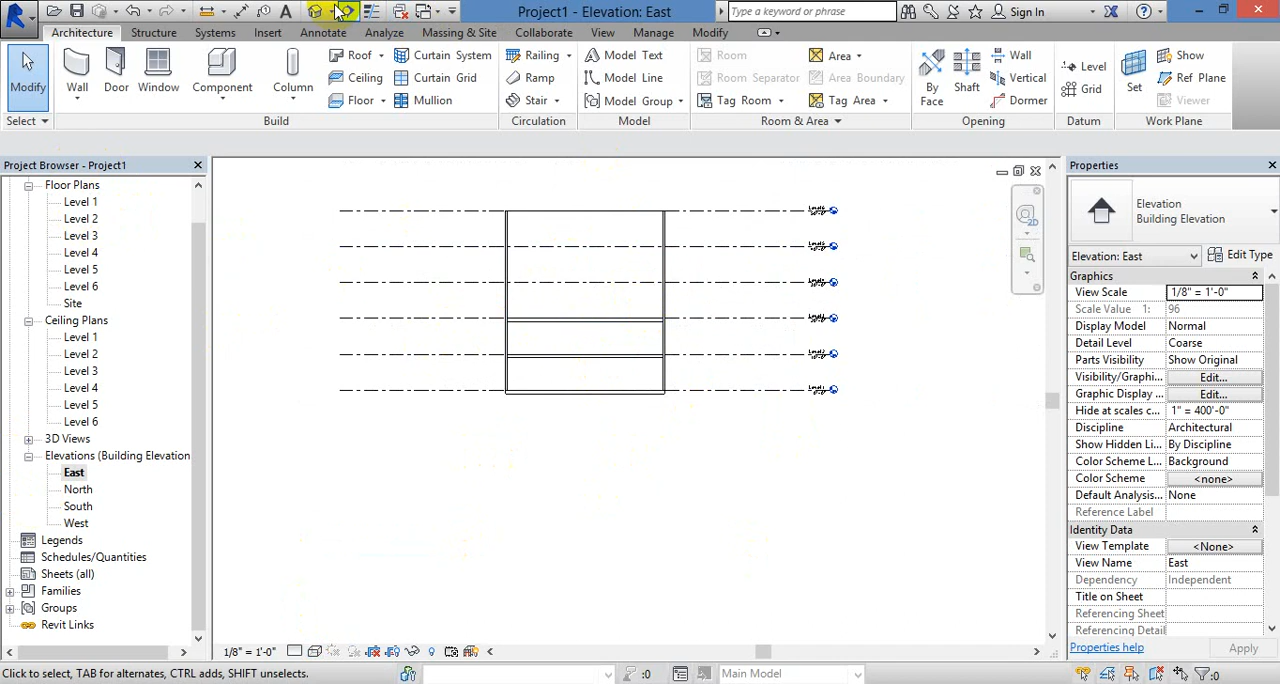 Project1 - Elevation: East
Type a keyword or phrase
Sign In
Architecture Structure Systems Insert Annotate Analyze Massing & Site Collaborate View Manage Modify
Modify
Select
Wall
Door
Window
Component
Column
Roof
Ceiling
Floor
Curtain System
Curtain Grid
Mullion
Build
Railing
Ramp
Stair
Circulation
Model Text
Model Line
Model Group
Model
Room
Room Separator
Tag Room
Area
Area Boundary
Tag Area
Room & Area
By
Face
Shaft
Wall
Vertical
Dormer
Opening
Level
Grid
Datum
Set
Show
Ref Plane
Viewer
Work Plane
Project Browser - Project1
Floor Plans
Level 1
Level 2
Level 3
Level 4
Level 5
Level 6
Site
Ceiling Plans
Level 1
Level 2
Level 3
Level 4
Level 5
Level 6
3D Views
Elevations (Building Elevation
East
North
South
West
Legends
Schedules/Quantities
Sheets (all)
Families
Groups
Revit Links
2D
Properties
Elevation
Building Elevation
Elevation: East
Edit Type
Graphics
View Scale 1/8" = 1'-0"
Scale Value 1: 96
Display Model Normal
Detail Level Coarse
Parts Visibility Show Original
Visibility/Graphi... Edit...
Graphic Display ... Edit...
Hide at scales c... 1" = 400'-0"
Discipline Architectural
Show Hidden Li... By Discipline
Color Scheme L... Background
Color Scheme <none>
Default Analysis... None
Reference Label
Identity Data
View Template <None>
View Name East
Dependency Independent
Title on Sheet
Referencing Sheet
Referencing Detail
Properties help
Apply
1/8" = 1'-0"
Click to select, TAB for alternates, CTRL adds, SHIFT unselects.
:0
Main Model
:0